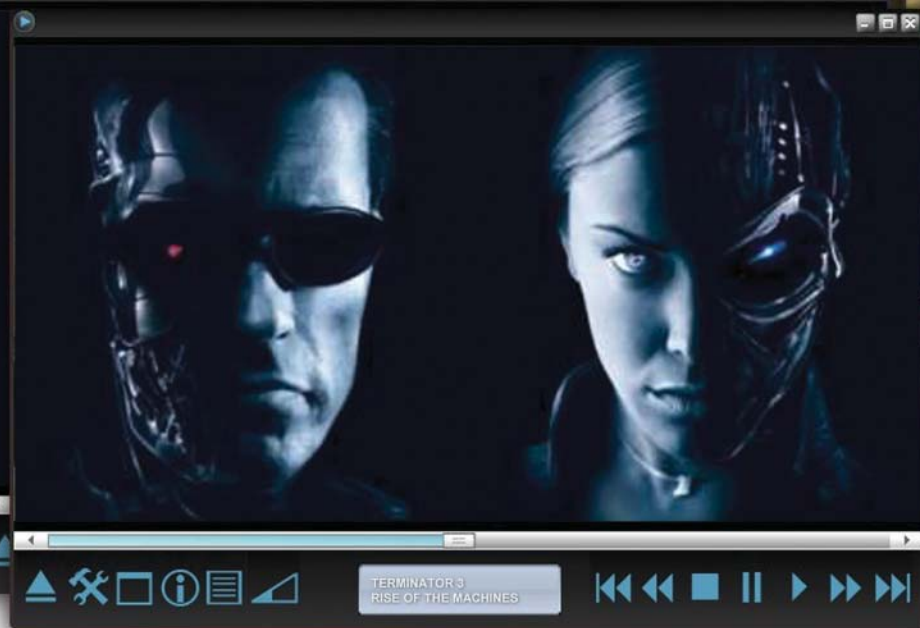 TERMINATOR 3
RISE OF THE MACHINES